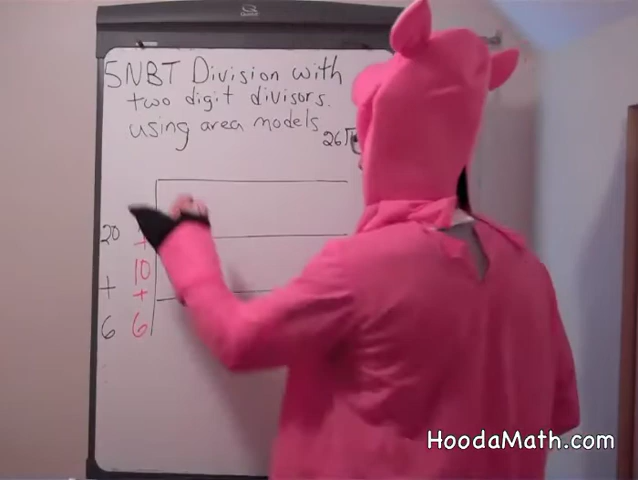 5NBT Division with
two digit divisors.
using area models
26
20 +
10
+ +
6 6
HoodaMath.com